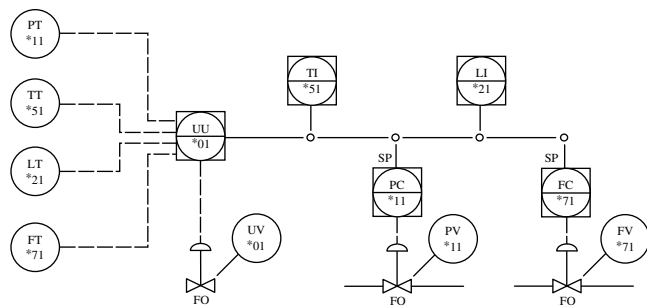 PT
*11
TT
*51
LT
*21
FT
*71
UU
*01
TI
*51
LI
*21
SP
PC
*11
SP
FC
*71
UV
*01
FO
PV
*11
FO
FV
*71
FO